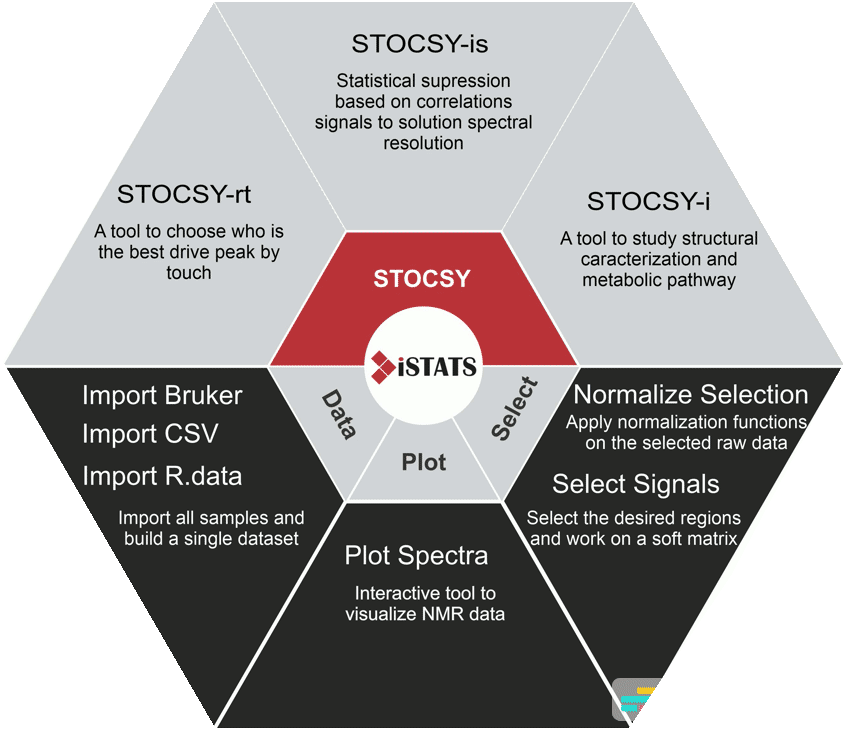 STOCSY-is
Statistical supression
based on correlations
signals to solution spectral
resolution
STOCSY-rt
A tool to choose who is
the best drive peak by
touch
STOCSY-i
A tool to study structural
caracterization and
metabolic pathway
STOCSY
iSTATS
Data
Plot
Select
Import Bruker
Import CSV
Import R.data
Import all samples and
build a single dataset
Plot Spectra
Interactive tool to
visualize NMR data
Normalize Selection
Apply normalization functions
on the selected raw data
Select Signals
Select the desired regions
and work on a soft matrix